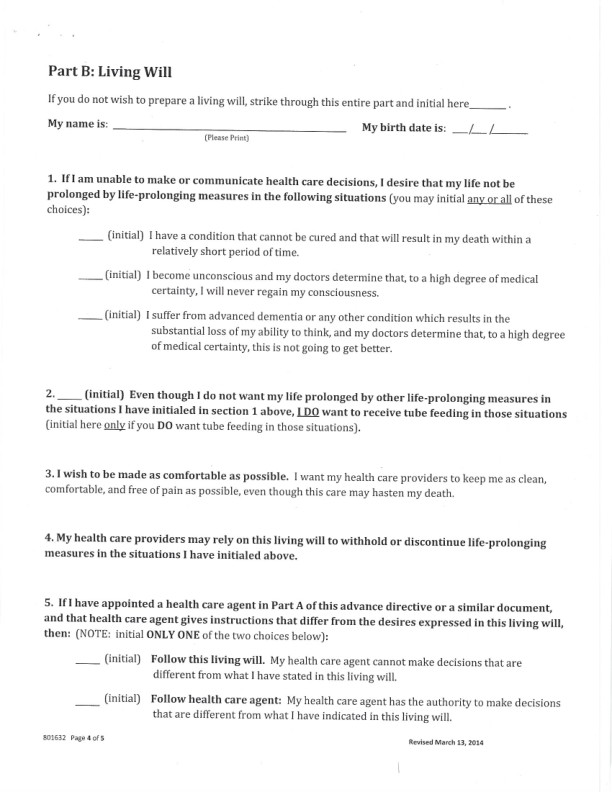 Part B: Living Will
If you do not wish to prepare a living will, strike through this entire part and initial here_______ .
My name is: ______________________________ My birth date is: ___/___/______
(Please Print)
1. If I am unable to make or communicate health care decisions, I desire that my life not be
prolonged by life-prolonging measures in the following situations (you may initial any or all of these
choices):
____ (initial) I have a condition that cannot be cured and that will result in my death within a
relatively short period of time.
____ (initial) I become unconscious and my doctors determine that, to a high degree of medical
certainty, I will never regain my consciousness.
____ (initial) I suffer from advanced dementia or any other condition which results in the
substantial loss of my ability to think, and my doctors determine that, to a high degree
of medical certainty, this is not going to get better.
2. ____ (initial) Even though I do not want my life prolonged by other life-prolonging measures in
the situations I have initialed in section 1 above, I DO want to receive tube feeding in those situations
(initial here only if you DO want tube feeding in those situations).
3. I wish to be made as comfortable as possible. I want my health care providers to keep me as clean,
comfortable, and free of pain as possible, even though this care may hasten my death.
4. My health care providers may rely on this living will to withhold or discontinue life-prolonging
measures in the situations I have initialed above.
5. If I have appointed a health care agent in Part A of this advance directive or a similar document,
and that health care agent gives instructions that differ from the desires expressed in this living will,
then: (NOTE: initial ONLY ONE of the two choices below):
____ (initial) Follow this living will. My health care agent cannot make decisions that are
different from what I have stated in this living will.
____ (initial) Follow health care agent: My health care agent has the authority to make decisions
that are different from what I have indicated in this living will.
801632 Page 4 of 5 Revised March 13, 2014